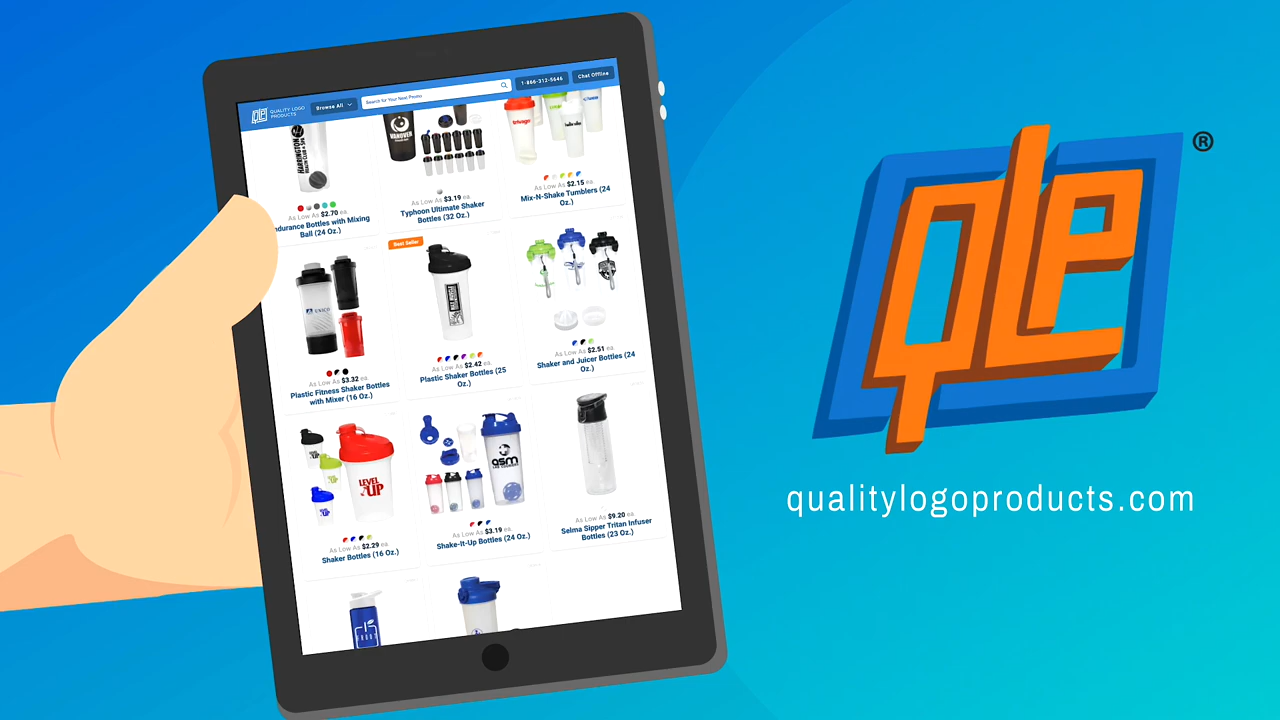 QLP QUALITY LOGO
PRODUCTS
Browse All
Search for Your Next Promo
1-866-312-5646
Chat Offline
HARRINGTON
HANOVER
trivago
As Low As $2.70 ea.
ndurance Bottles with Mixing
Ball (24 Oz.)
As Low As $3.19 ea.
Typhoon Ultimate Shaker
Bottles (32 Oz.)
As Low As $2.15 ea.
Mix-N-Shake Tumblers (24
Oz.)
Best Seller
As Low As $3.32 ea.
Plastic Fitness Shaker Bottles
with Mixer (16 Oz.)
As Low As $2.42 ea.
Plastic Shaker Bottles (25
Oz.)
As Low As $2.51 ea.
Shaker and Juicer Bottles (24
Oz.)
LEVEL
UP
asm
As Low As $2.29 ea.
Shaker Bottles (16 Oz.)
As Low As $3.19 ea.
Shake-It-Up Bottles (24 Oz.)
As Low As $9.20 ea.
Selma Sipper Tritan Infuser
Bottles (23 Oz.)
QLP ®
qualitylogoproducts.com